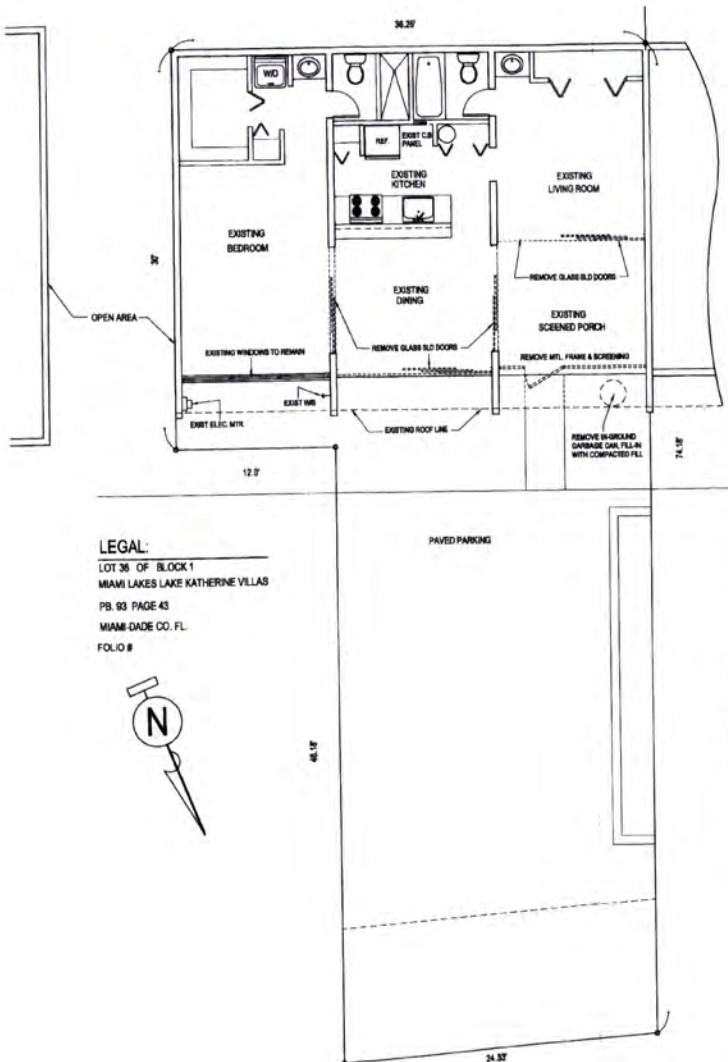 36.25'
W/D
REF.
EXIST C.B.
PANEL
EXISTING
KITCHEN
EXISTING
LIVING ROOM
EXISTING
BEDROOM
30'
REMOVE GLASS SLD DOORS
EXISTING
DINING
EXISTING
SCEENED PORCH
OPEN AREA
EXISTING WINDOWS TO REMAIN
REMOVE GLASS SLD DOORS
REMOVE MTL. FRAME & SCREENING
EXIST W/B
EXIST ELEC. MTR.
EXISTING ROOF LINE
REMOVE IN-GROUND
GARBAGE CAN, FILL-IN
WITH COMPACTED FILL
74.18'
12.0'
PAVED PARKING
LEGAL:
LOT 36 OF BLOCK 1
MIAMI LAKES LAKE KATHERINE VILLAS
PB. 93 PAGE 43
MIAMI-DADE CO. FL.
FOLIO #
N
46.18'
24.33'